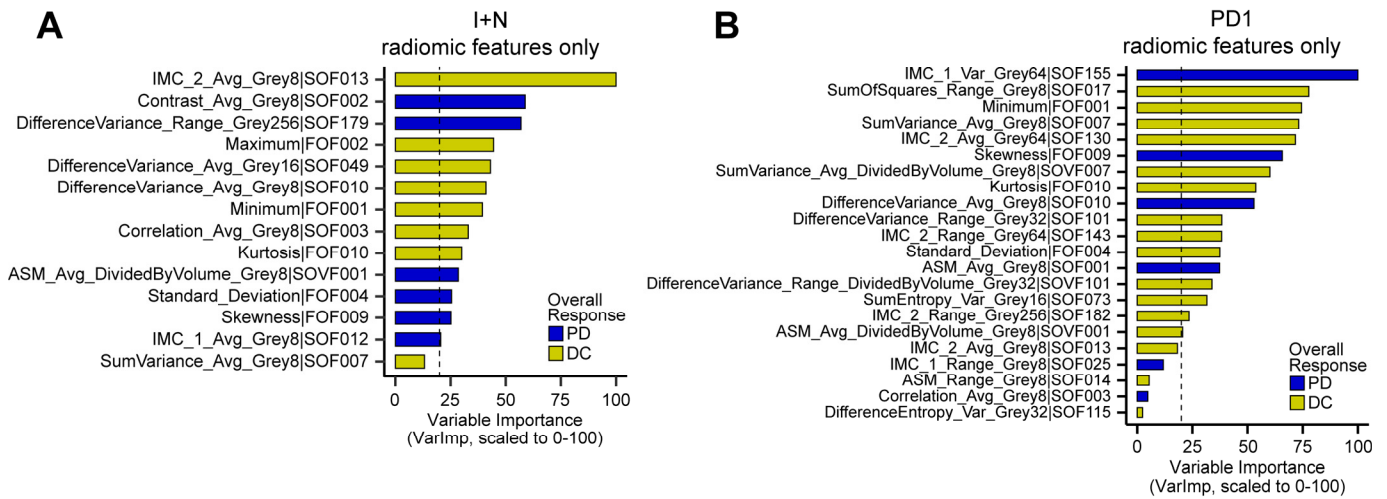 A
I+N
radiomic features only
IMC_2_Avg_Grey8|SOF013
Contrast_Avg_Grey8|SOF002
DifferenceVariance_Range_Grey256|SOF179
Maximum|FOF002
DifferenceVariance_Avg_Grey16|SOF049
DifferenceVariance_Avg_Grey8|SOF010
Minimum|FOF001
Correlation_Avg_Grey8|SOF003
Kurtosis|FOF010
ASM_Avg_DividedByVolume_Grey8|SOVF001
Standard_Deviation|FOF004
Skewness|FOF009
IMC_1_Avg_Grey8|SOF012
SumVariance_Avg_Grey8|SOF007
Overall
Response
PD
DC
0 25 50 75 100
Variable Importance
(VarImp, scaled to 0-100)
B
PD1
radiomic features only
IMC_1_Var_Grey64|SOF155
SumOfSquares_Range_Grey8|SOF017
Minimum|FOF001
SumVariance_Avg_Grey8|SOF007
IMC_2_Avg_Grey64|SOF130
Skewness|FOF009
SumVariance_Avg_DividedByVolume_Grey8|SOVF007
Kurtosis|FOF010
DifferenceVariance_Avg_Grey8|SOF010
DifferenceVariance_Range_Grey32|SOF101
IMC_2_Range_Grey64|SOF143
Standard_Deviation|FOF004
ASM_Avg_Grey8|SOF001
DifferenceVariance_Range_DividedByVolume_Grey32|SOVF101
SumEntropy_Var_Grey16|SOF073
IMC_2_Range_Grey256|SOF182
ASM_Avg_DividedByVolume_Grey8|SOVF001
IMC_2_Avg_Grey8|SOF013
IMC_1_Range_Grey8|SOF025
ASM_Range_Grey8|SOF014
Correlation_Avg_Grey8|SOF003
DifferenceEntropy_Var_Grey32|SOF115
Overall
Response
PD
DC
0 25 50 75 100
Variable Importance
(VarImp, scaled to 0-100)